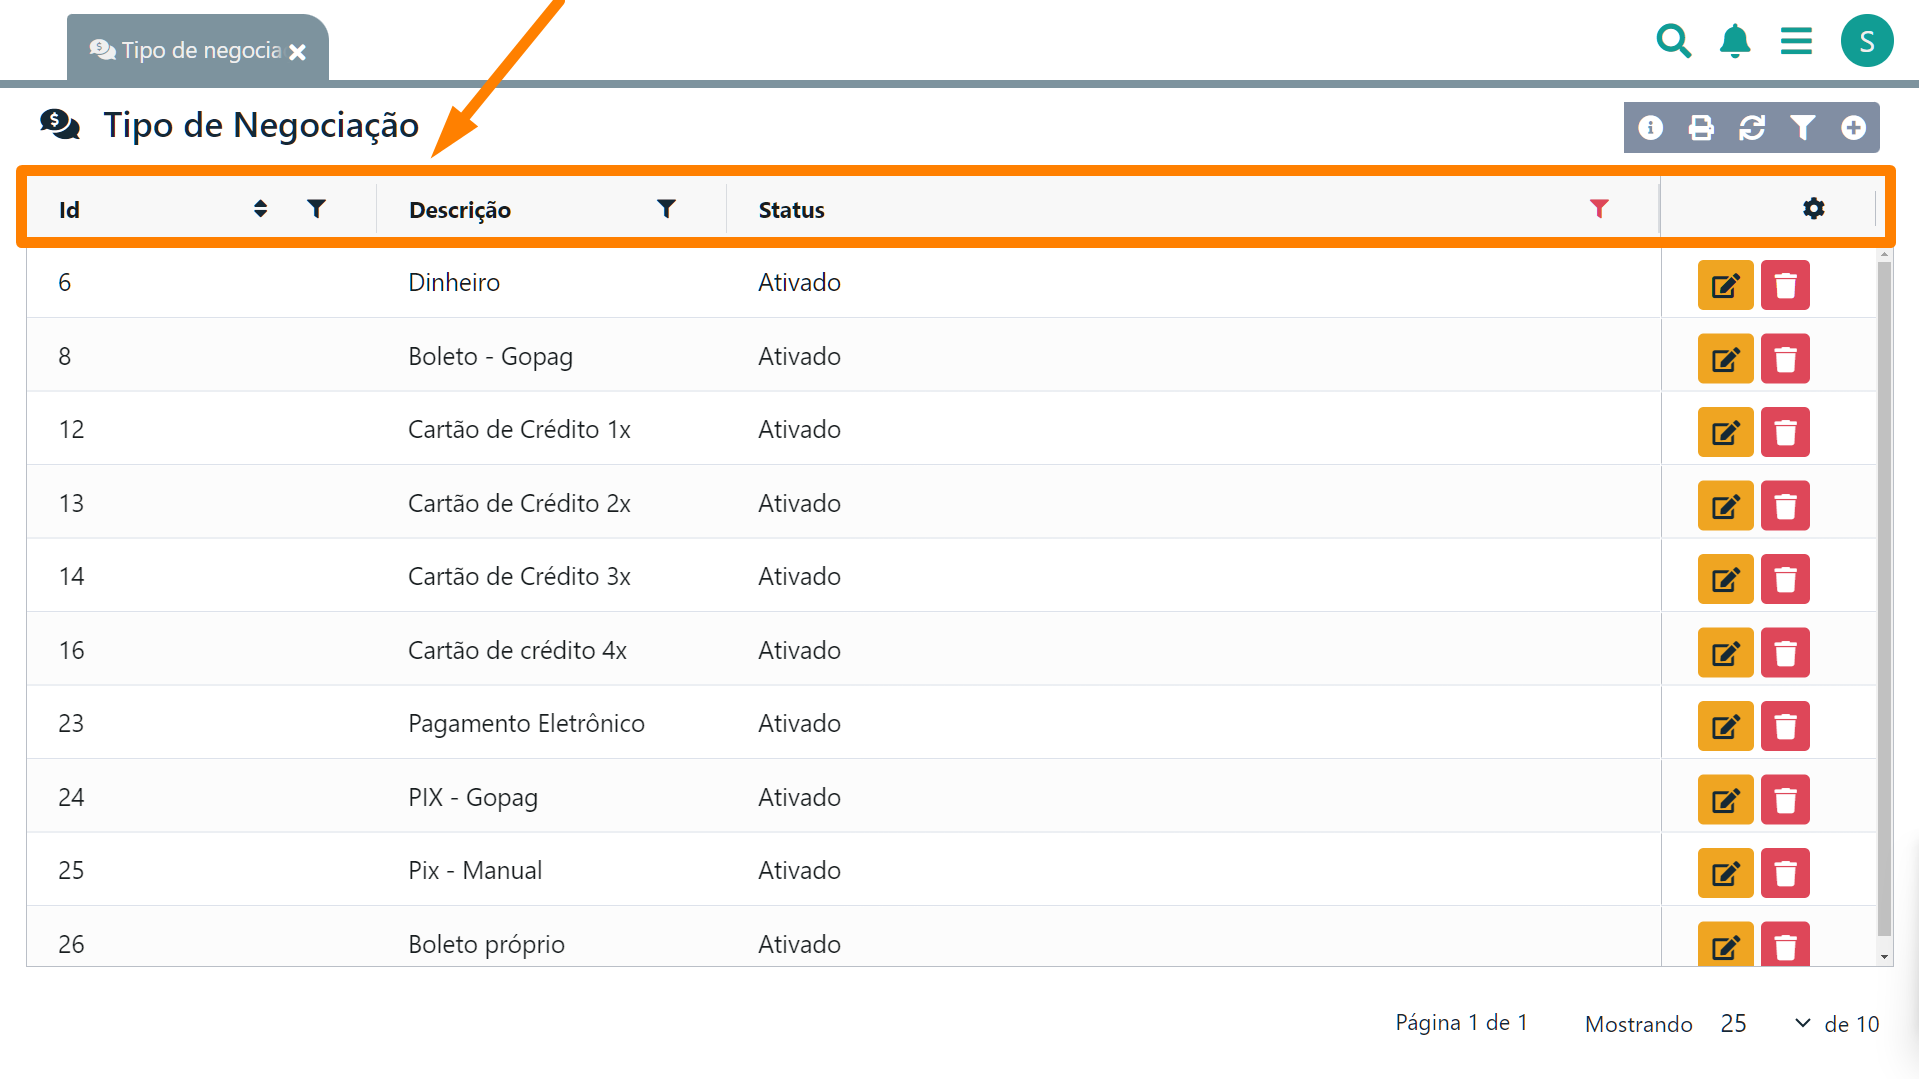 Tipo de negocia
S
Tipo de Negociação
Id Descrição Status
6 Dinheiro Ativado
8 Boleto - Gopag Ativado
12 Cartão de Crédito 1x Ativado
13 Cartão de Crédito 2x Ativado
14 Cartão de Crédito 3x Ativado
16 Cartão de crédito 4x Ativado
23 Pagamento Eletrônico Ativado
24 PIX - Gopag Ativado
25 Pix - Manual Ativado
26 Boleto próprio Ativado
Página 1 de 1 Mostrando 25 de 10